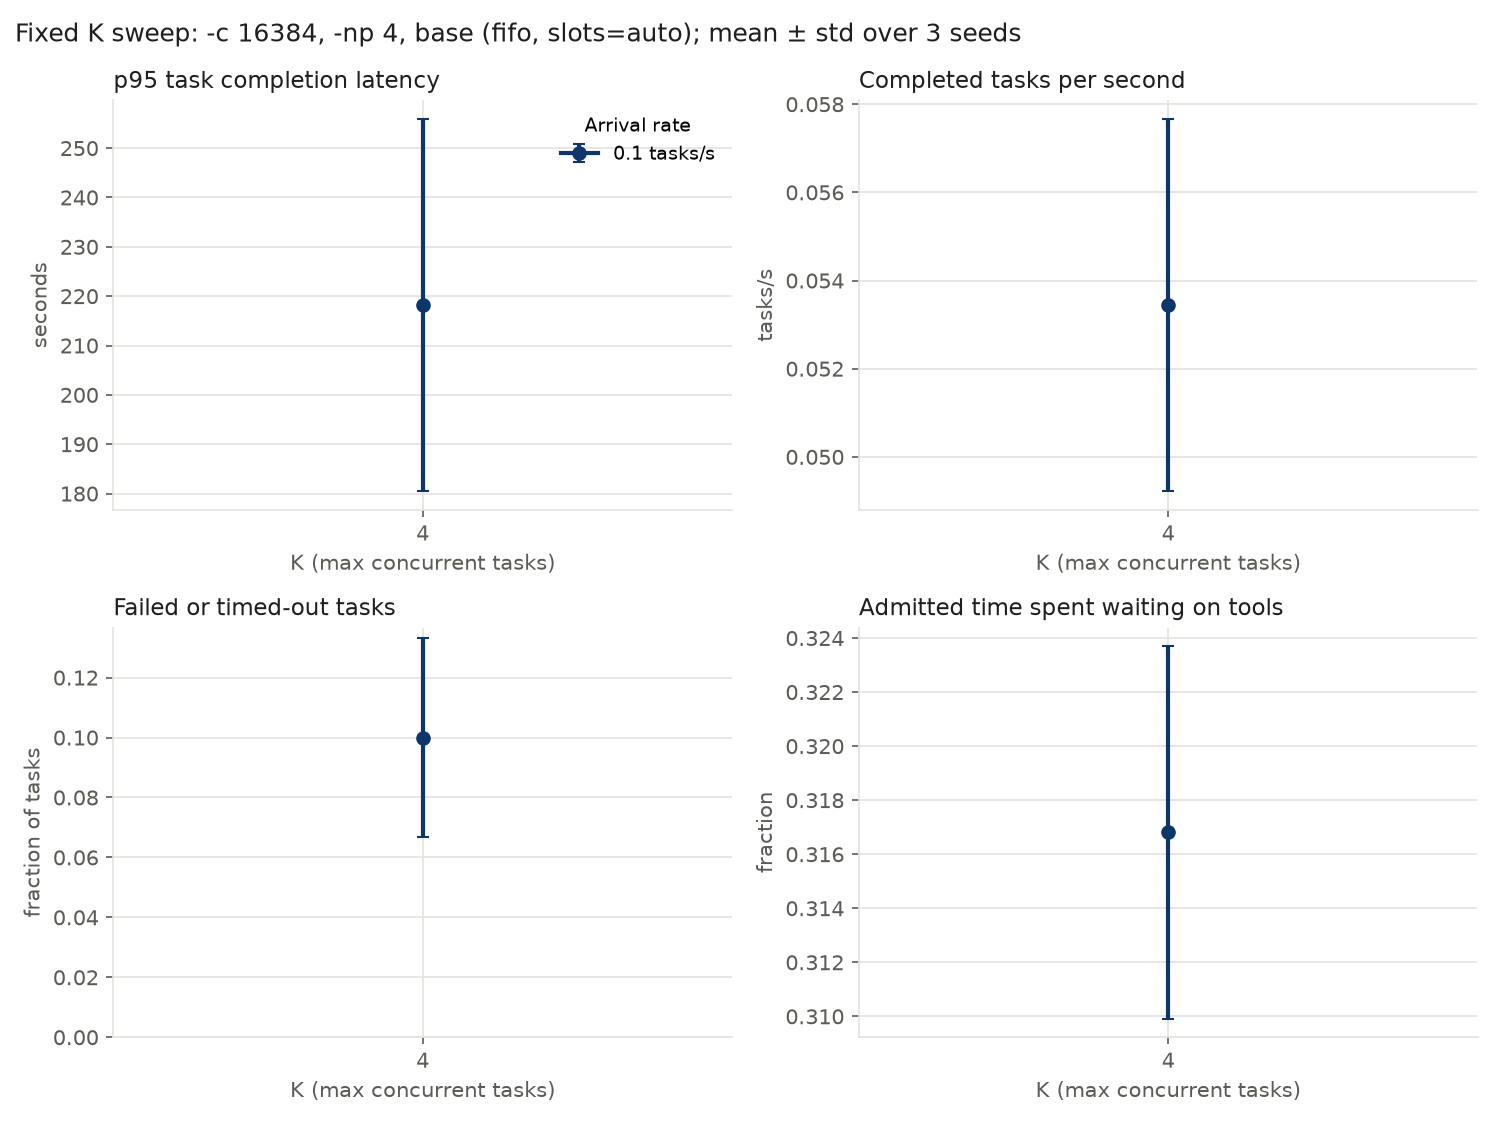 Fixed K sweep: -c 16384, -np 4, base (fifo, slots=auto); mean ± std over 3 seeds
p95 task completion latency
Arrival rate
0.1 tasks/s
250
240
230
220
210
200
190
180
seconds
4
K (max concurrent tasks)
Completed tasks per second
0.058
0.056
0.054
0.052
0.050
tasks/s
4
K (max concurrent tasks)
Failed or timed-out tasks
0.12
0.10
0.08
0.06
0.04
0.02
0.00
fraction of tasks
4
K (max concurrent tasks)
Admitted time spent waiting on tools
0.324
0.322
0.320
0.318
0.316
0.314
0.312
0.310
fraction
4
K (max concurrent tasks)